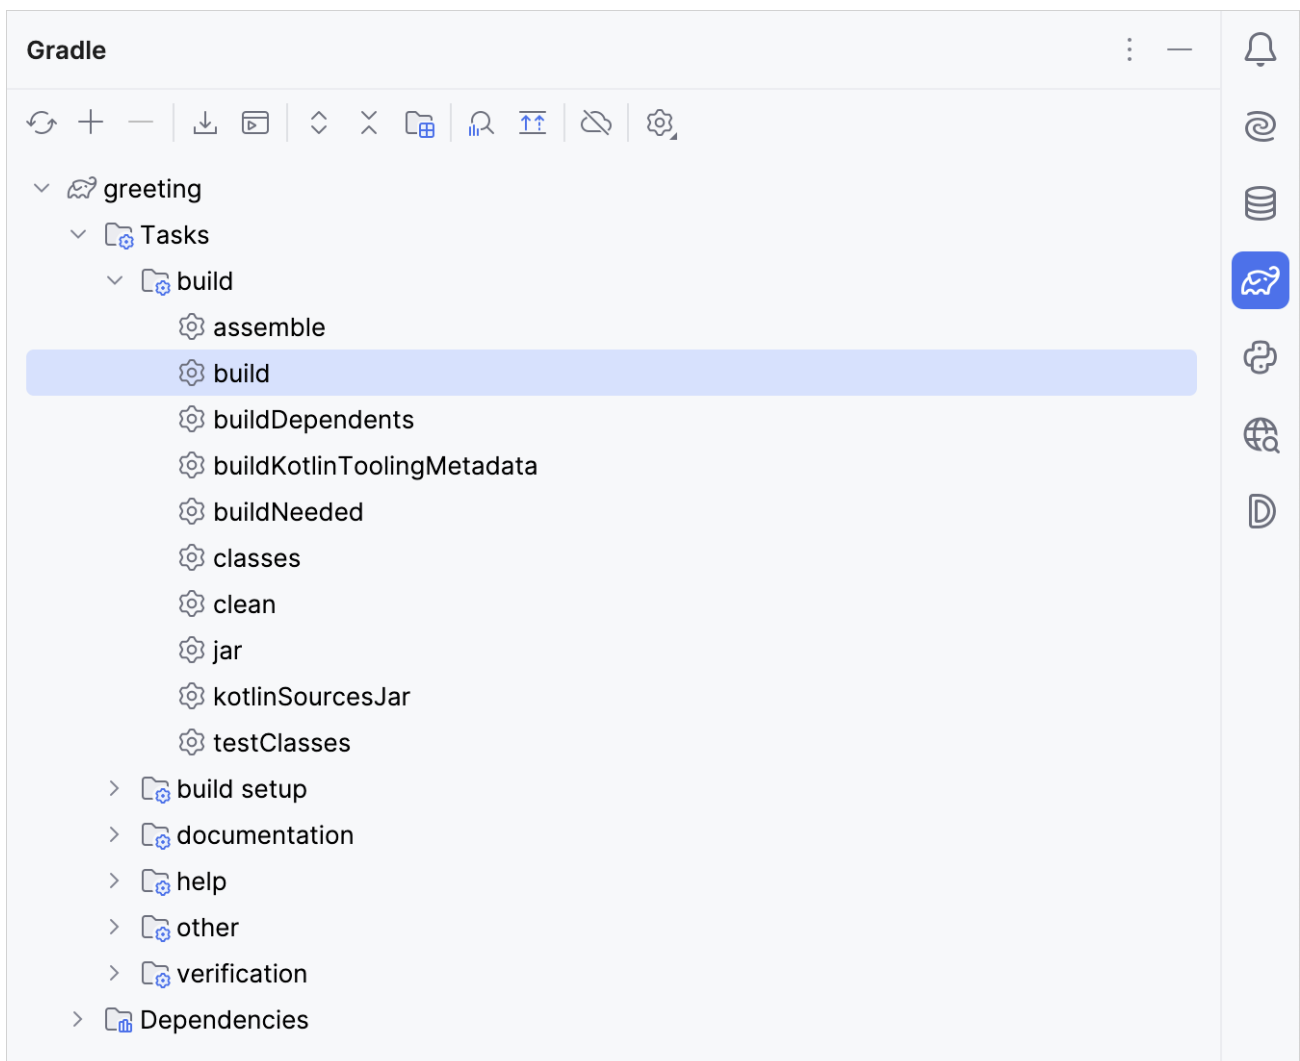 Gradle
greeting
Tasks
build
assemble
build
buildDependents
buildKotlinToolingMetadata
buildNeeded
classes
clean
jar
kotlinSourcesJar
testClasses
build setup
documentation
help
other
verification
Dependencies